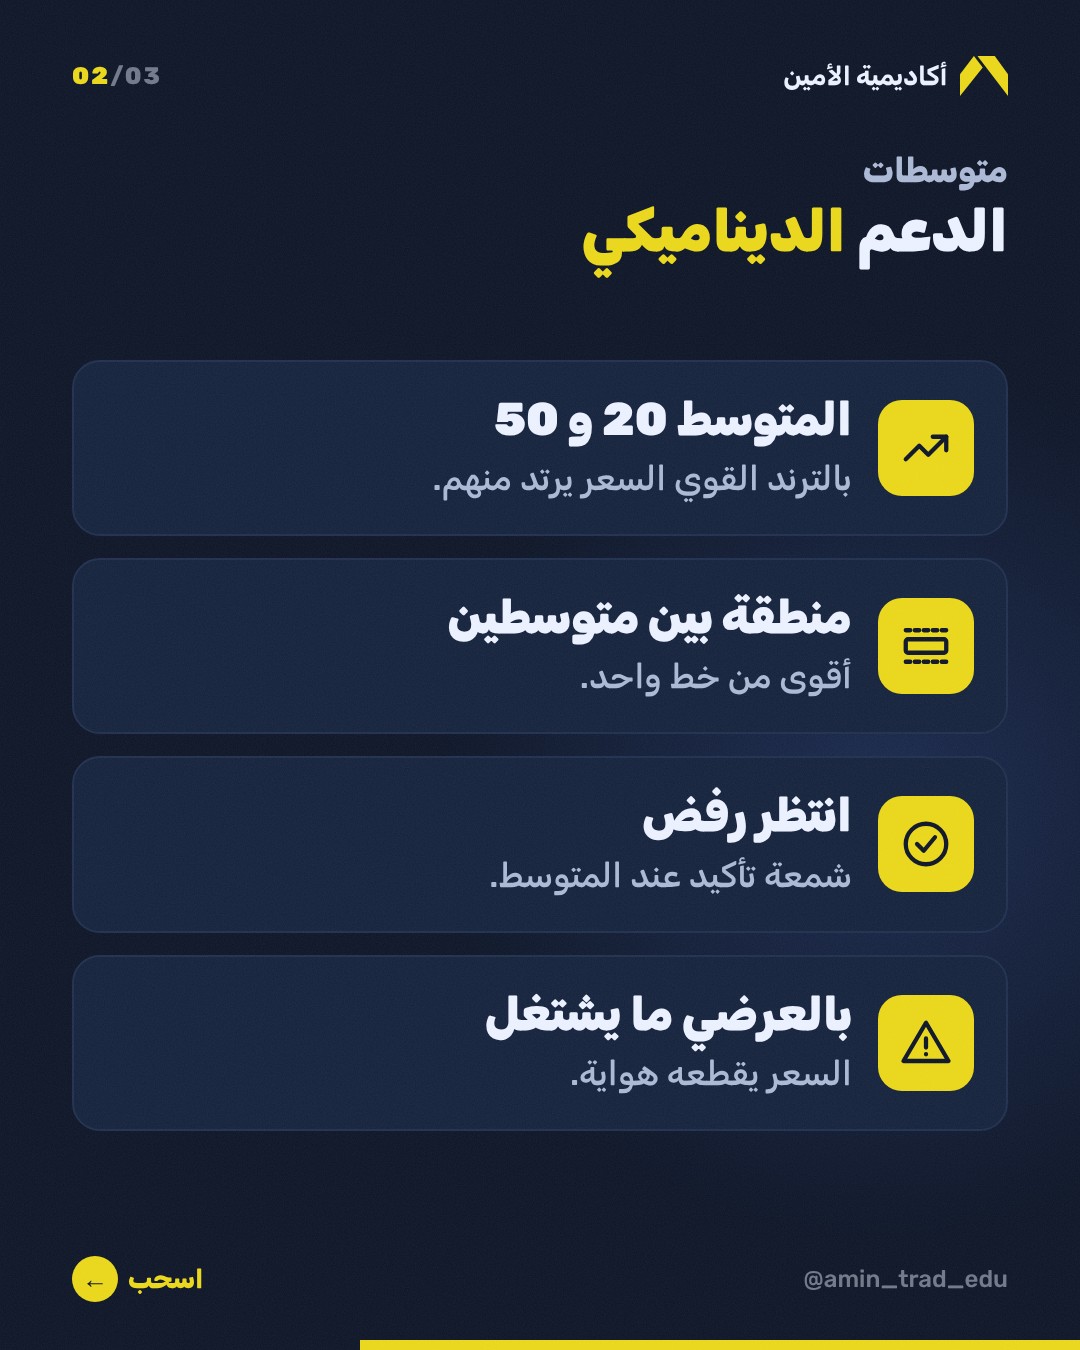 أكاديمية الأمين
02/03
متوسطات
الدعم الديناميكي
المتوسط 20 و 50
بالترند القوي السعر يرتد منهم.
منطقة بين متوسطين
أقوى من خط واحد.
انتظر رفض
شمعة تأكيد عند المتوسط.
بالعرضي ما يشتغل
السعر يقطعه هواية.
@amin_trad_edu
اسحب ←